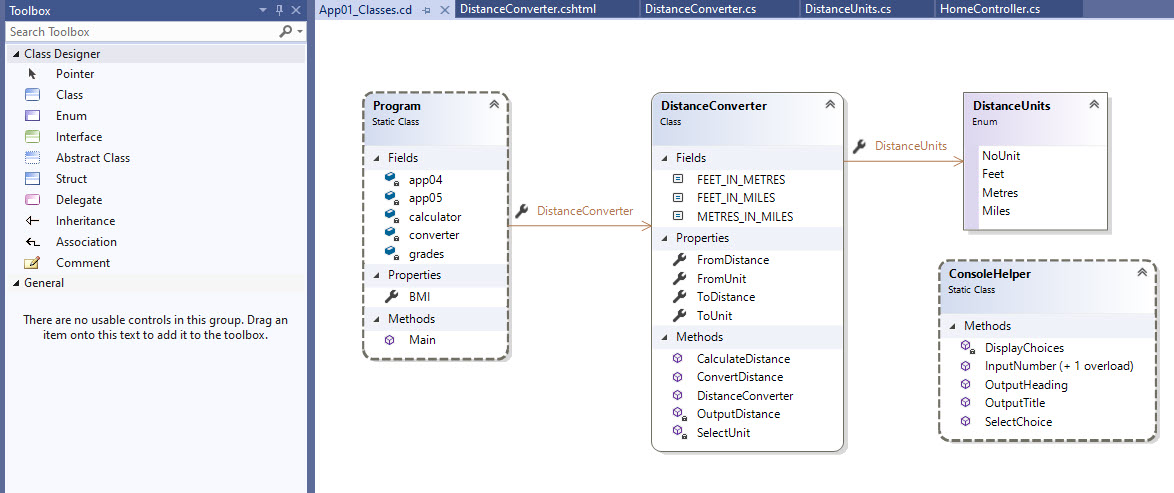 Toolbox
Search Toolbox
Class Designer
Pointer
Class
Enum
Interface
Abstract Class
Struct
Delegate
Inheritance
Association
Comment
General
There are no usable controls in this group. Drag an
item onto this text to add it to the toolbox.
App01_Classes.cd
DistanceConverter.cshtml
DistanceConverter.cs
DistanceUnits.cs
HomeController.cs
Program
Static Class
Fields
app04
app05
calculator
converter
grades
Properties
BMI
Methods
Main
DistanceConverter
DistanceConverter
Class
Fields
FEET_IN_METRES
FEET_IN_MILES
METRES_IN_MILES
Properties
FromDistance
FromUnit
ToDistance
ToUnit
Methods
CalculateDistance
ConvertDistance
DistanceConverter
OutputDistance
SelectUnit
DistanceUnits
DistanceUnits
Enum
NoUnit
Feet
Metres
Miles
ConsoleHelper
Static Class
Methods
DisplayChoices
InputNumber (+ 1 overload)
OutputHeading
OutputTitle
SelectChoice